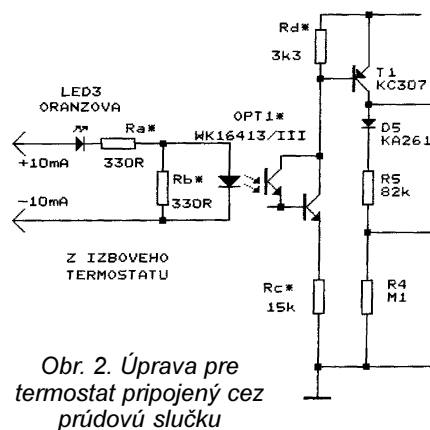 Rd*
3k3
T1
KC307
LED3
ORANZOVA
Ra*
330R
OPT1*
WK16413/III
D5
KA261
+10mA
Rb*
330R
R5
82k
-10mA
Z IZBOVEHO
TERMOSTATU
Rc*
15k
R4
M1
Obr. 2. Úprava pre
termostat pripojený cez
prúdovú slučku